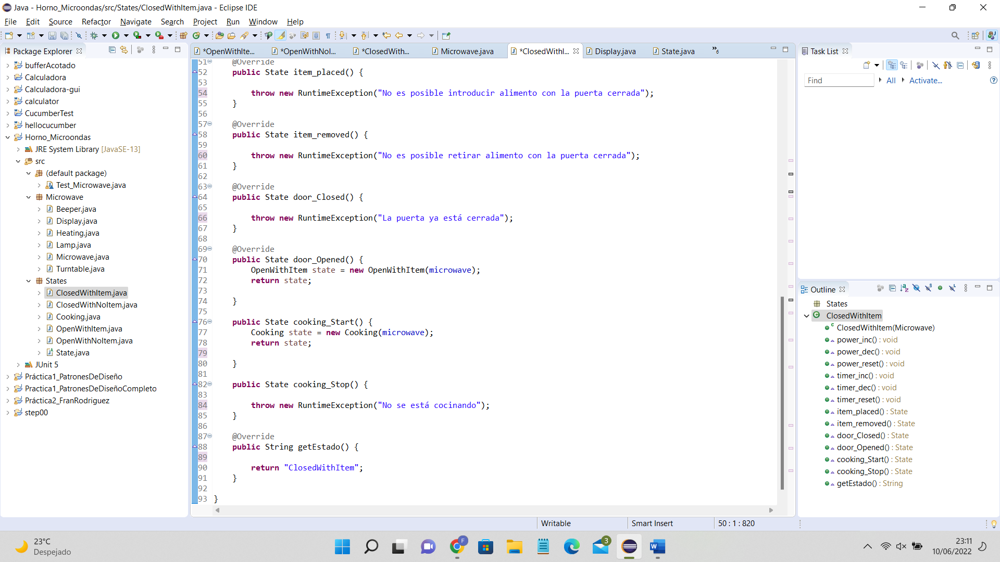 Java - Horno_Microondas/src/States/ClosedWithItem.java - Eclipse IDE
File Edit Source Refactor Navigate Search Project Run Window Help
Package Explorer
bufferAcotado
Calculadora
Calculadora-gui
calculator
CucumberTest
hellocucumber
Horno_Microondas
JRE System Library [JavaSE-13]
src
(default package)
Test_Microwave.java
Microwave
Beeper.java
Display.java
Heating.java
Lamp.java
Microwave.java
Turntable.java
States
ClosedWithItem.java
ClosedWithNoItem.java
Cooking.java
OpenWithItem.java
OpenWithNoItem.java
State.java
JUnit 5
Práctica1_PatronesDeDiseño
Practica1_PatronesDeDiseñoCompleto
Práctica2_FranRodriguez
step00
*OpenWithIte... *OpenWithNoI... *ClosedWith... Microwave.java *ClosedWithI... Display.java State.java »6
51 @Override
52 public State item_placed() {
53
54 throw new RuntimeException("No es posible introducir alimento con la puerta cerrada");
55 }
56
57 @Override
58 public State item_removed() {
59
60 throw new RuntimeException("No es posible retirar alimento con la puerta cerrada");
61 }
62
63 @Override
64 public State door_Closed() {
65
66 throw new RuntimeException("La puerta ya está cerrada");
67 }
68
69 @Override
70 public State door_Opened() {
71 OpenWithItem state = new OpenWithItem(microwave);
72 return state;
73
74 }
75
76 public State cooking_Start() {
77 Cooking state = new Cooking(microwave);
78 return state;
79
80 }
81
82 public State cooking_Stop() {
83
84 throw new RuntimeException("No se está cocinando");
85 }
86
87 @Override
88 public String getEstado() {
89
90 return "ClosedWithItem";
91 }
92
93 }
Task List
Find All Activate...
Outline
States
ClosedWithItem
ClosedWithItem(Microwave)
power_inc() : void
power_dec() : void
power_reset() : void
timer_inc() : void
timer_dec() : void
timer_reset() : void
item_placed() : State
item_removed() : State
door_Closed() : State
door_Opened() : State
cooking_Start() : State
cooking_Stop() : State
getEstado() : String
Writable Smart Insert 50 : 1 : 820
23°C
Despejado
F
3
23:11
10/06/2022